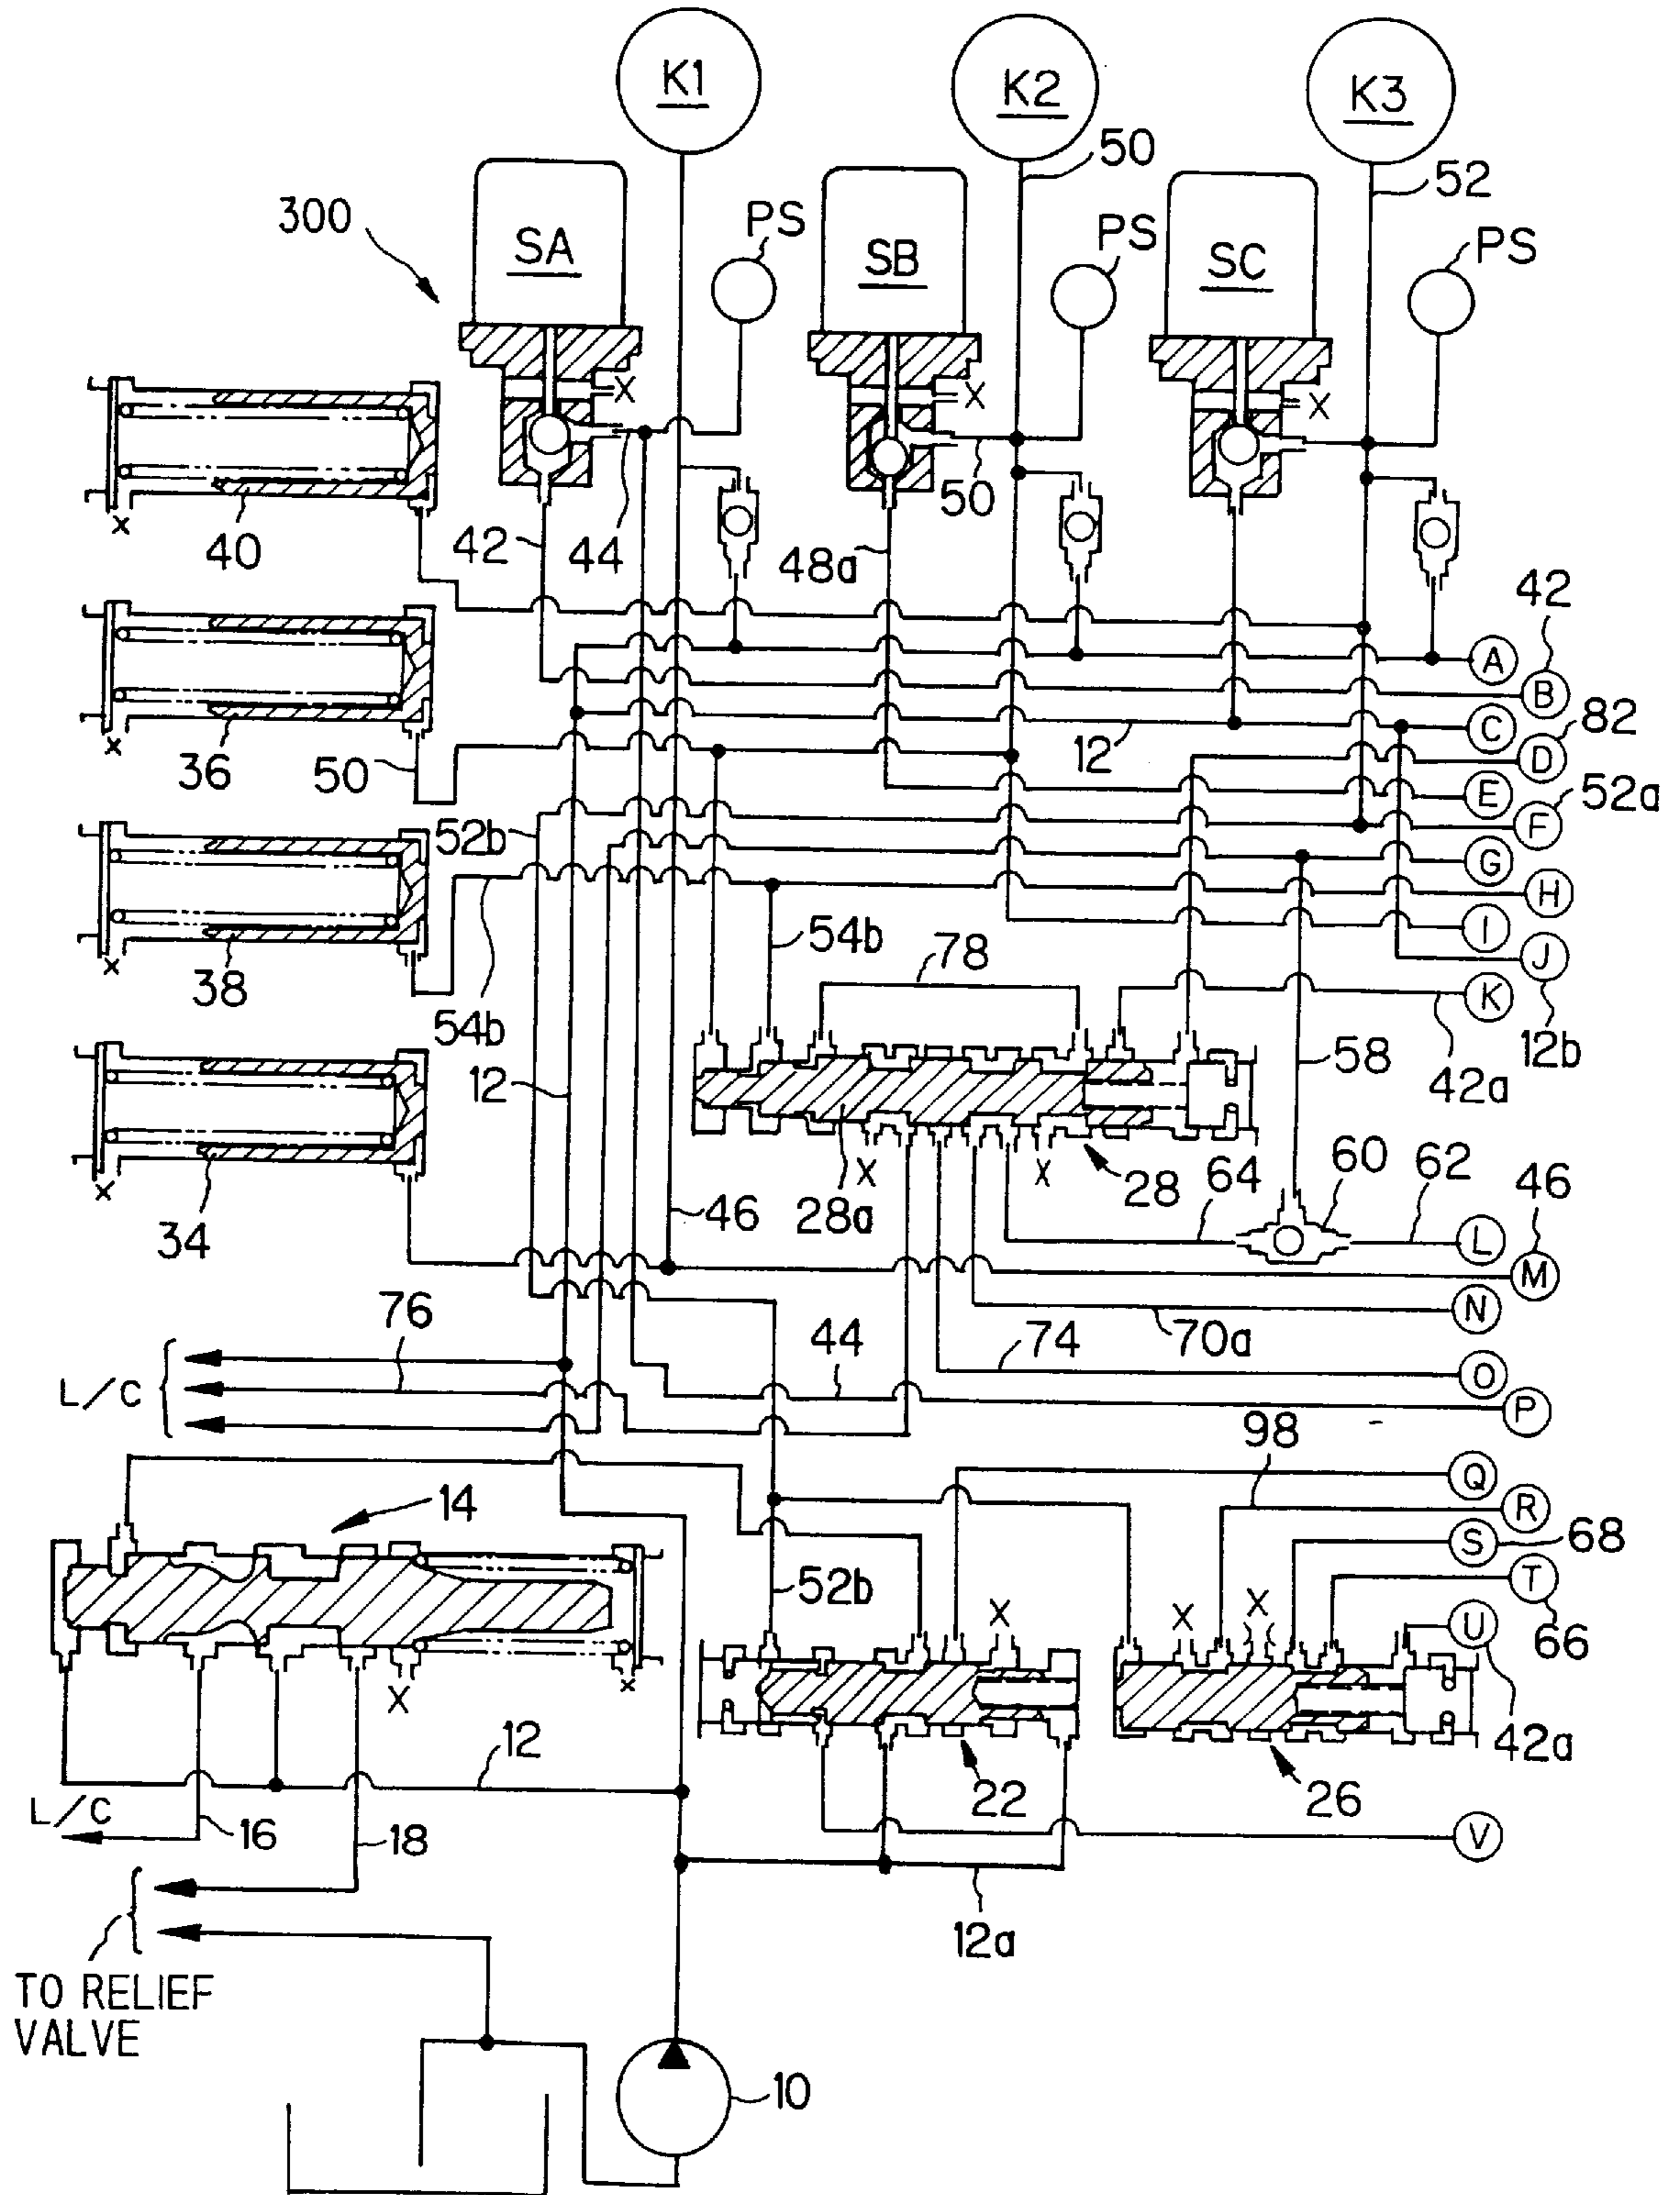 K1
K2
K3
50
52
300
SA
PS
SB
PS
SC
PS
X
X
X
X
40
42
44
48a
50
42
A
B
X
36
50
12
C
82
D
E
52a
52b
F
G
H
54b
I
78
J
X
38
54b
K
12b
12
58
42a
X
34
46
X
28a
X
28
64
60
62
46
L
M
N
76
44
74
70a
O
L/C
P
98
Q
14
R
S
68
52b
X
X
X
T
66
U
X
X
12
42a
L/C
16
18
22
26
V
12a
TO RELIEF
VALVE
10